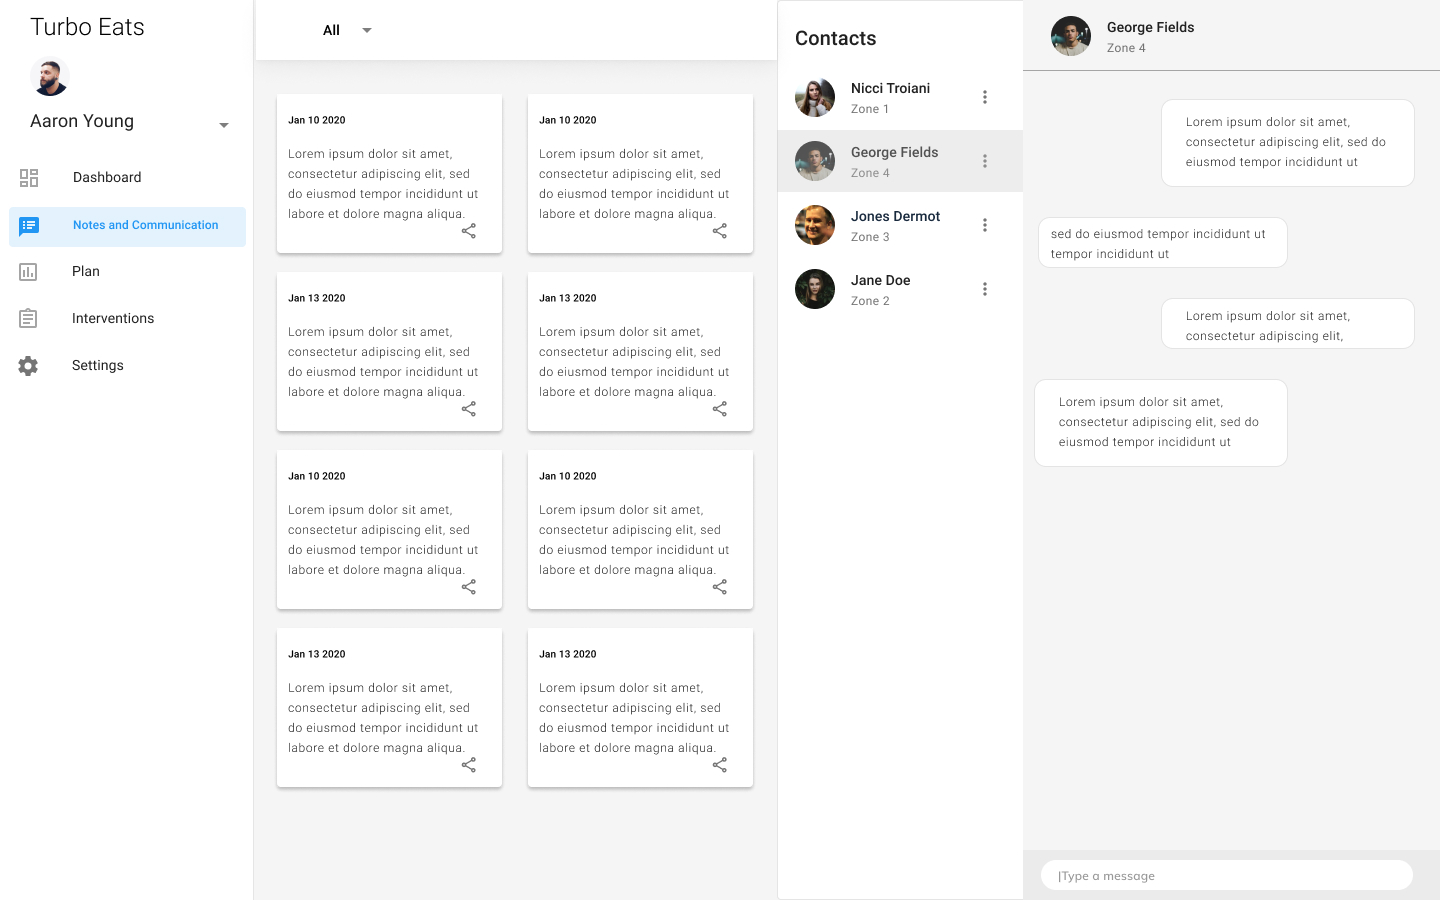 Turbo Eats
Aaron Young
Dashboard
Notes and Communication
Plan
Interventions
Settings
All
Jan 10 2020
Lorem ipsum dolor sit amet,
consectetur adipiscing elit, sed
do eiusmod tempor incididunt ut
labore et dolore magna aliqua.
Jan 10 2020
Lorem ipsum dolor sit amet,
consectetur adipiscing elit, sed
do eiusmod tempor incididunt ut
labore et dolore magna aliqua.
Jan 13 2020
Lorem ipsum dolor sit amet,
consectetur adipiscing elit, sed
do eiusmod tempor incididunt ut
labore et dolore magna aliqua.
Jan 13 2020
Lorem ipsum dolor sit amet,
consectetur adipiscing elit, sed
do eiusmod tempor incididunt ut
labore et dolore magna aliqua.
Jan 10 2020
Lorem ipsum dolor sit amet,
consectetur adipiscing elit, sed
do eiusmod tempor incididunt ut
labore et dolore magna aliqua.
Jan 10 2020
Lorem ipsum dolor sit amet,
consectetur adipiscing elit, sed
do eiusmod tempor incididunt ut
labore et dolore magna aliqua.
Jan 13 2020
Lorem ipsum dolor sit amet,
consectetur adipiscing elit, sed
do eiusmod tempor incididunt ut
labore et dolore magna aliqua.
Jan 13 2020
Lorem ipsum dolor sit amet,
consectetur adipiscing elit, sed
do eiusmod tempor incididunt ut
labore et dolore magna aliqua.
Contacts
Nicci Troiani
Zone 1
George Fields
Zone 4
Jones Dermot
Zone 3
Jane Doe
Zone 2
George Fields
Zone 4
Lorem ipsum dolor sit amet,
consectetur adipiscing elit, sed do
eiusmod tempor incididunt ut
sed do eiusmod tempor incididunt ut
tempor incididunt ut
Lorem ipsum dolor sit amet,
consectetur adipiscing elit,
Lorem ipsum dolor sit amet,
consectetur adipiscing elit, sed do
eiusmod tempor incididunt ut
|Type a message